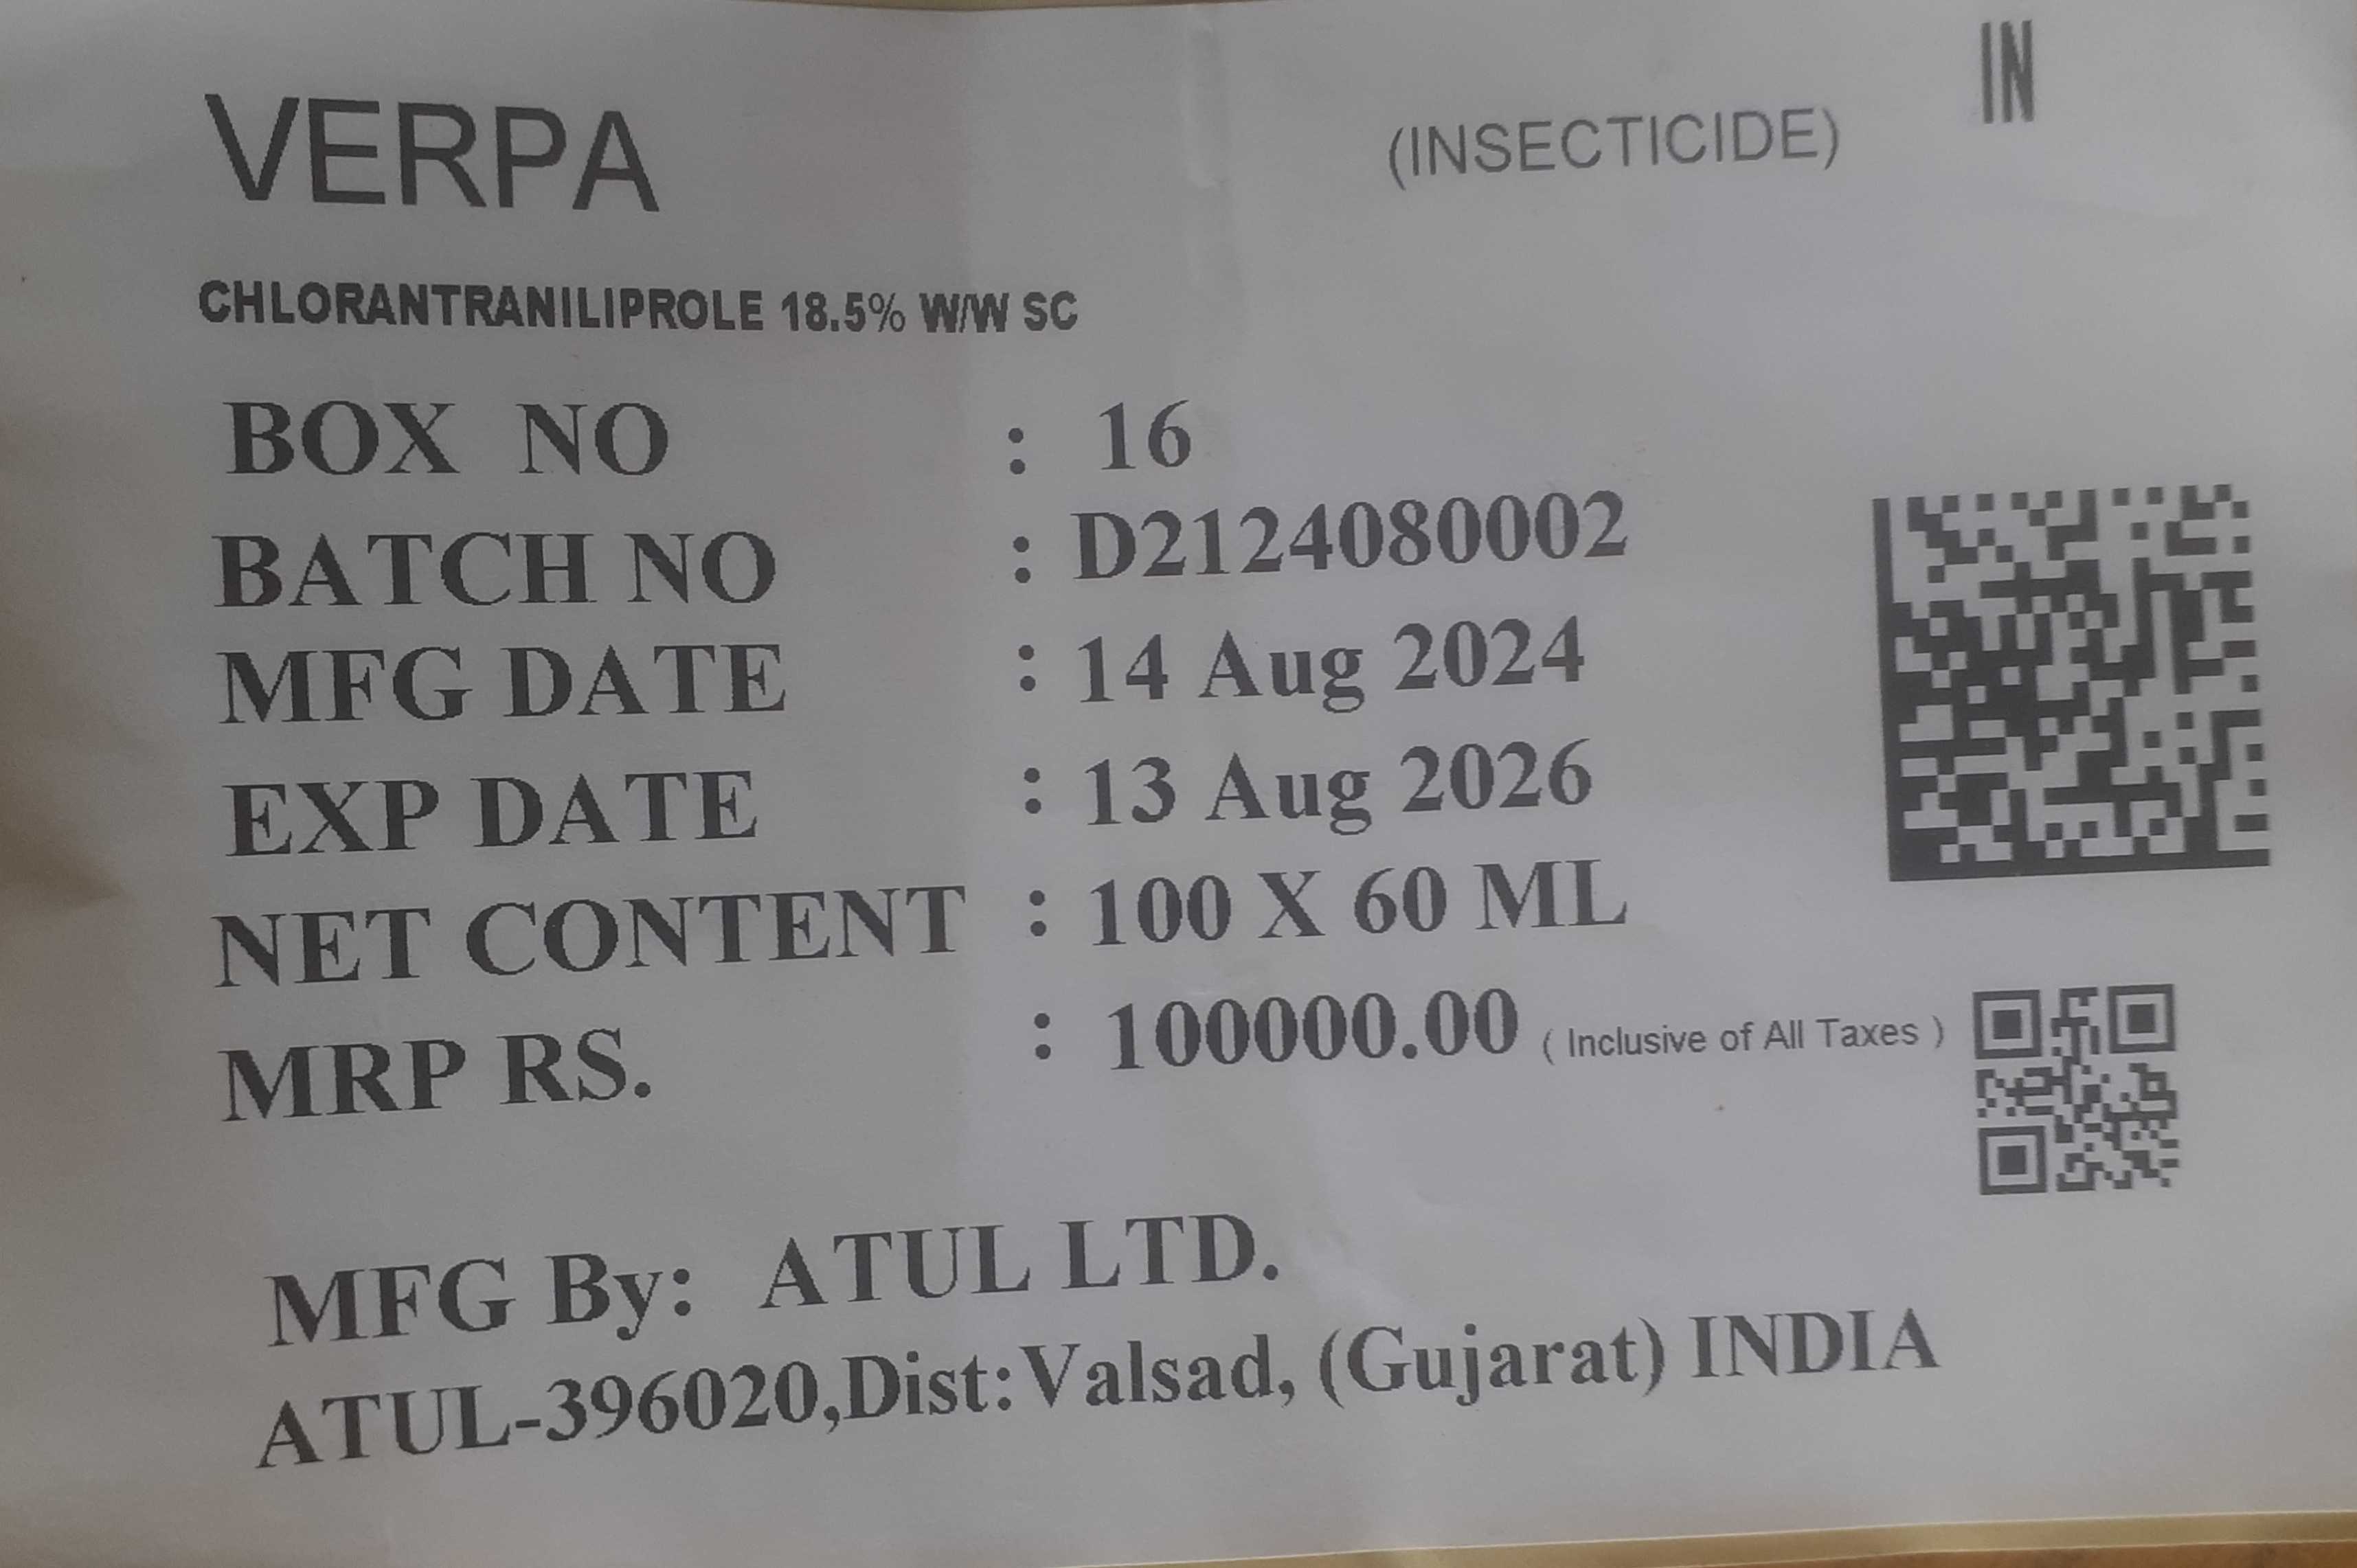 IN
VERPA (INSECTICIDE)
CHLORANTRANILIPROLE 18.5% W/W SC
BOX NO : 16
BATCH NO : D2124080002
MFG DATE : 14 Aug 2024
EXP DATE : 13 Aug 2026
NET CONTENT : 100 X 60 ML
MRP RS. : 100000.00 ( Inclusive of All Taxes )
MFG By: ATUL LTD.
ATUL-396020,Dist:Valsad, (Gujarat) INDIA